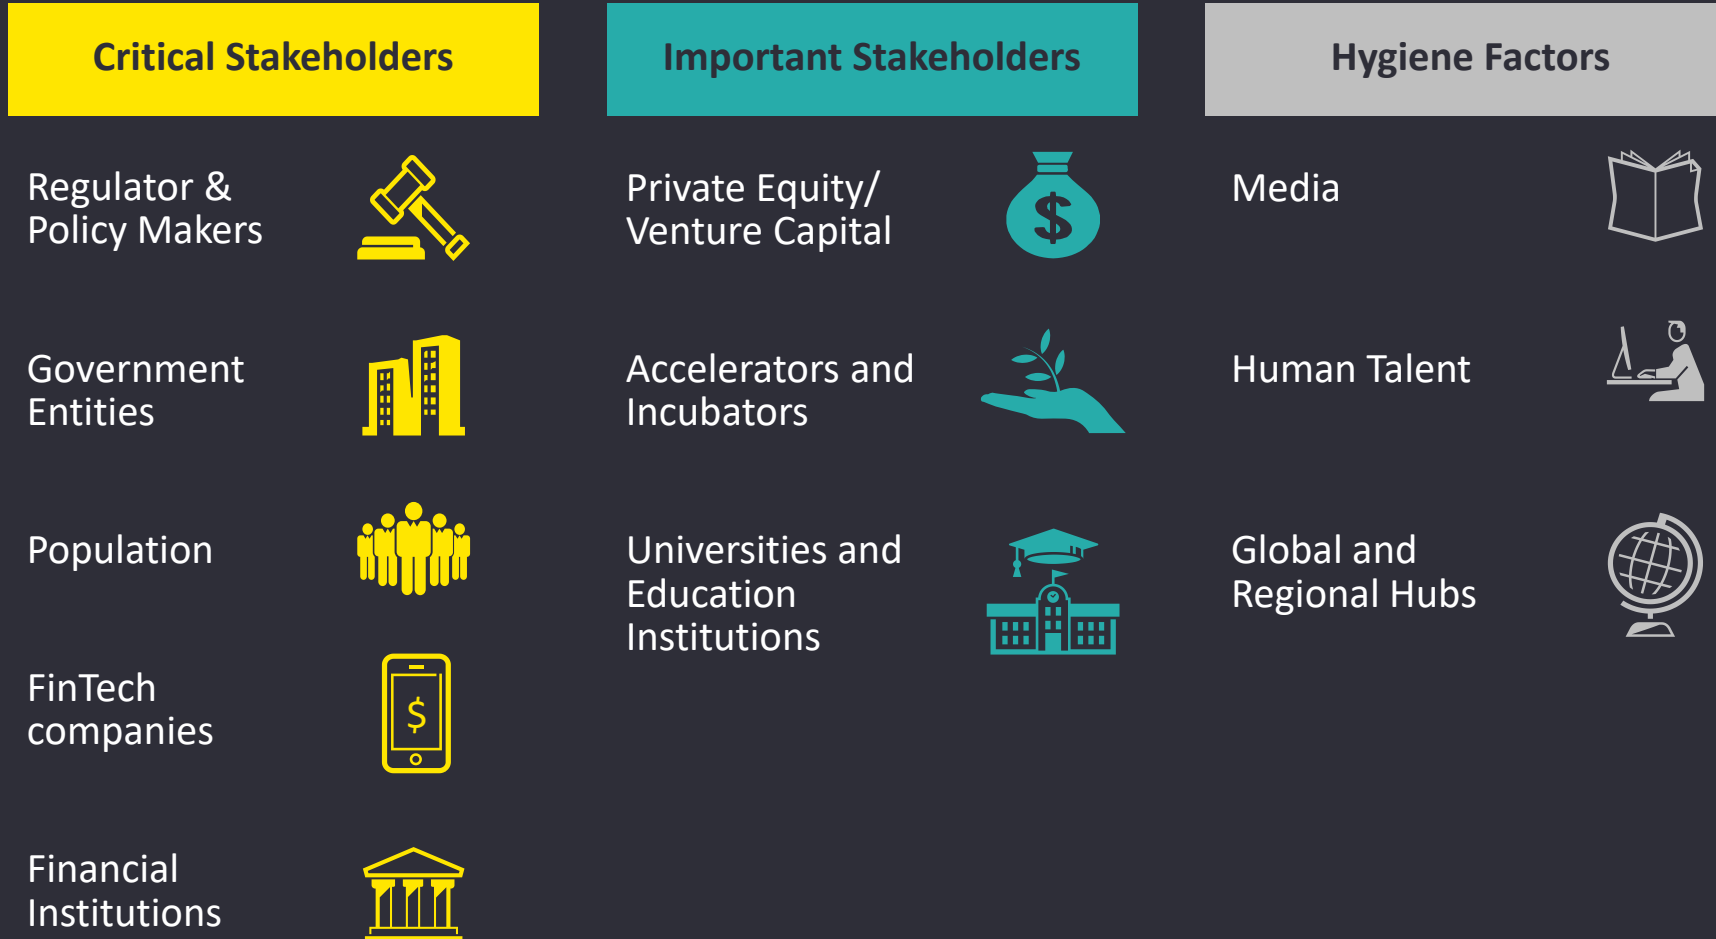 Critical Stakeholders
Regulator &
Policy Makers
Government
Entities
Population
FinTech
companies
$
Financial
Institutions
Important Stakeholders
Private Equity/
Venture Capital
$
Accelerators and
Incubators
Universities and
Education
Institutions
Hygiene Factors
Media
Human Talent
Global and
Regional Hubs